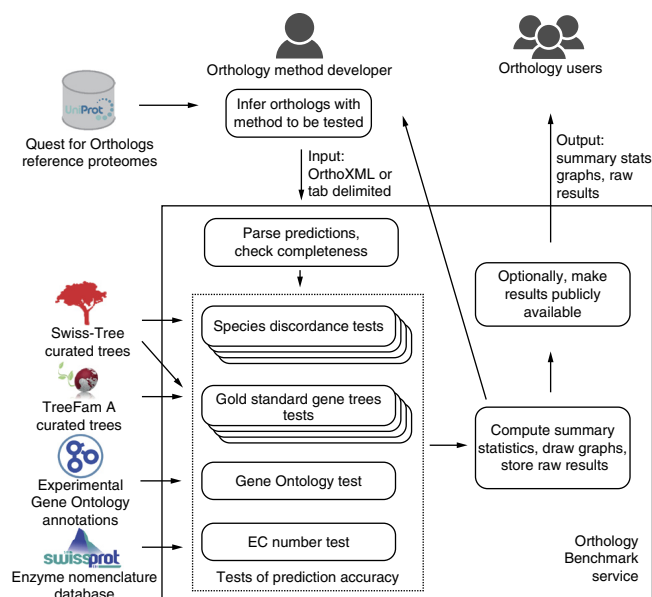 Orthology method developer
Orthology users
UniProt
Infer orthologs with
method to be tested
Quest for Orthologs
reference proteomes
Input:
OrthoXML or
tab delimited
Output:
summary stats
graphs, raw
results
Parse predictions,
check completeness
Optionally, make
results publicly
available
Species discordance tests
Swiss-Tree
curated trees
Gold standard gene trees
tests
TreeFam A
curated trees
Compute summary
statistics, draw graphs,
store raw results
Gene Ontology test
Experimental
Gene Ontology
annotations
EC number test
swissprot
Enzyme nomenclature
database
Tests of prediction accuracy
Orthology
Benchmark
service